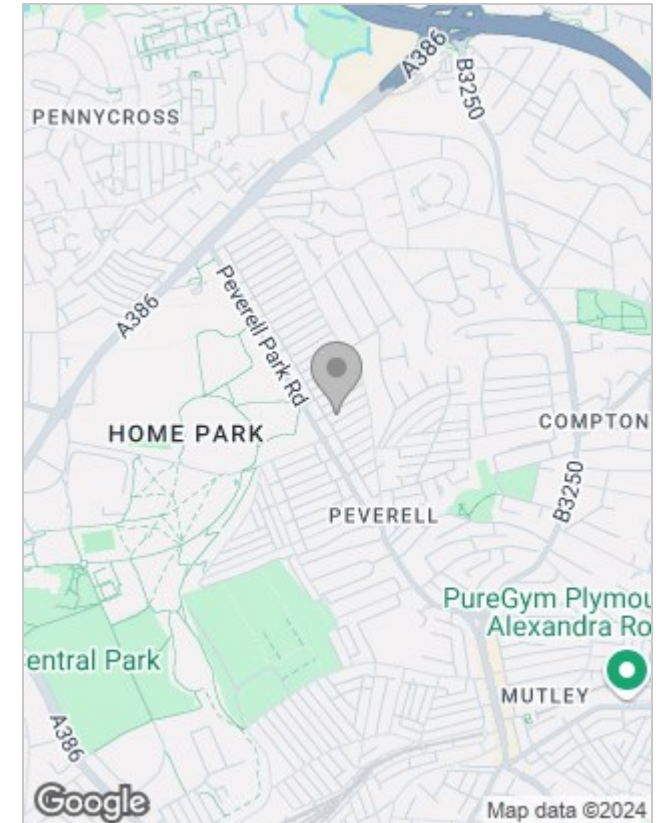 A386
B3250
PENNYCROSS
A386
Peverell Park Rd
HOME PARK
COMPTON
B3250
PEVERELL
PureGym Plymou
Alexandra Ro
entral Park
MUTLEY
A386
Google
Map data ©2024